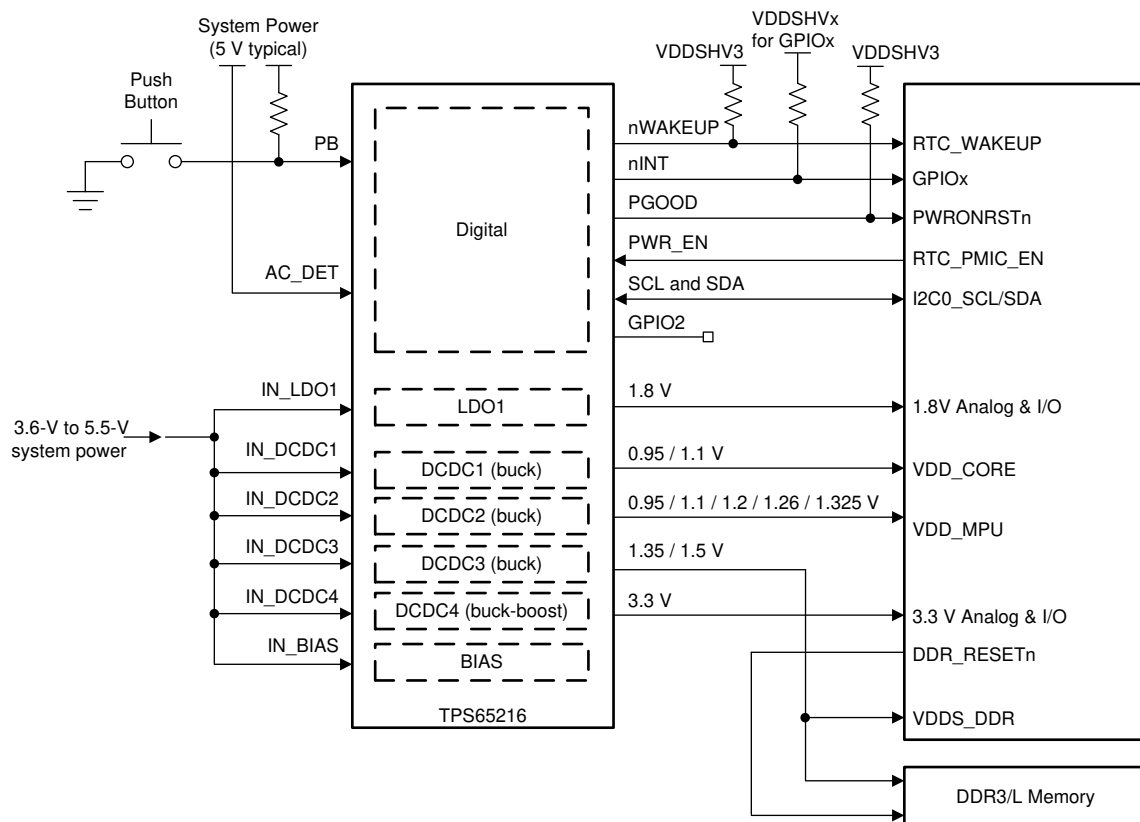 System Power
(5 V typical)
VDDSHVx
for GPIOx
VDDSHV3
VDDSHV3
Push
Button
PB
AC_DET
Digital
nWAKEUP
nINT
PGOOD
PWR_EN
SCL and SDA
GPIO2
RTC_WAKEUP
GPIOx
PWRONRSTn
RTC_PMIC_EN
I2C0_SCL/SDA
3.6-V to 5.5-V
system power
IN_LDO1
IN_DCDC1
IN_DCDC2
IN_DCDC3
IN_DCDC4
IN_BIAS
LDO1
DCDC1 (buck)
DCDC2 (buck)
DCDC3 (buck)
DCDC4 (buck-boost)
BIAS
TPS65216
1.8 V
0.95 / 1.1 V
0.95 / 1.1 / 1.2 / 1.26 / 1.325 V
1.35 / 1.5 V
3.3 V
1.8V Analog & I/O
VDD_CORE
VDD_MPU
3.3 V Analog & I/O
DDR_RESETn
VDDS_DDR
DDR3/L Memory